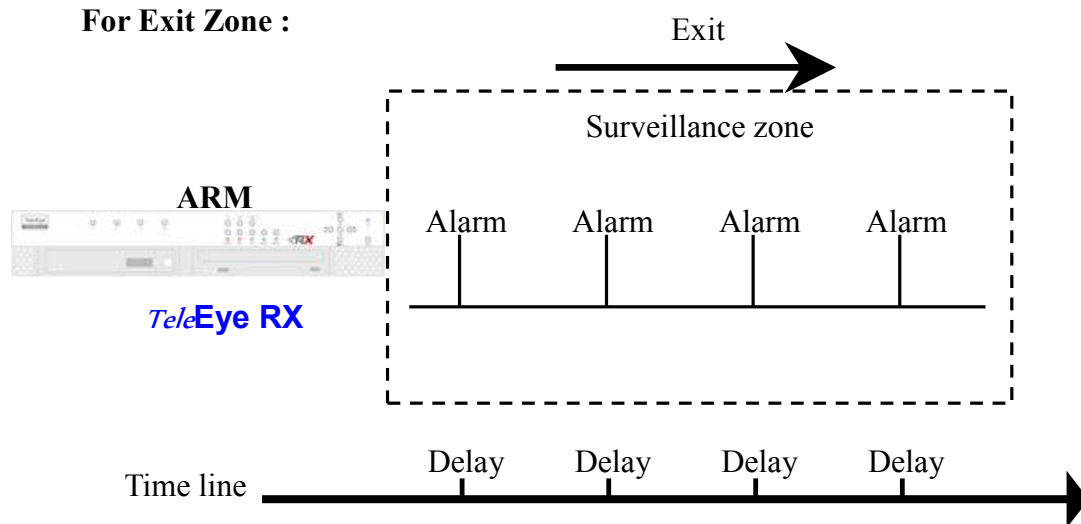 For Exit Zone :
Exit
Surveillance zone
ARM
Alarm Alarm Alarm Alarm
RX
TeleEye RX
Delay Delay Delay Delay
Time line